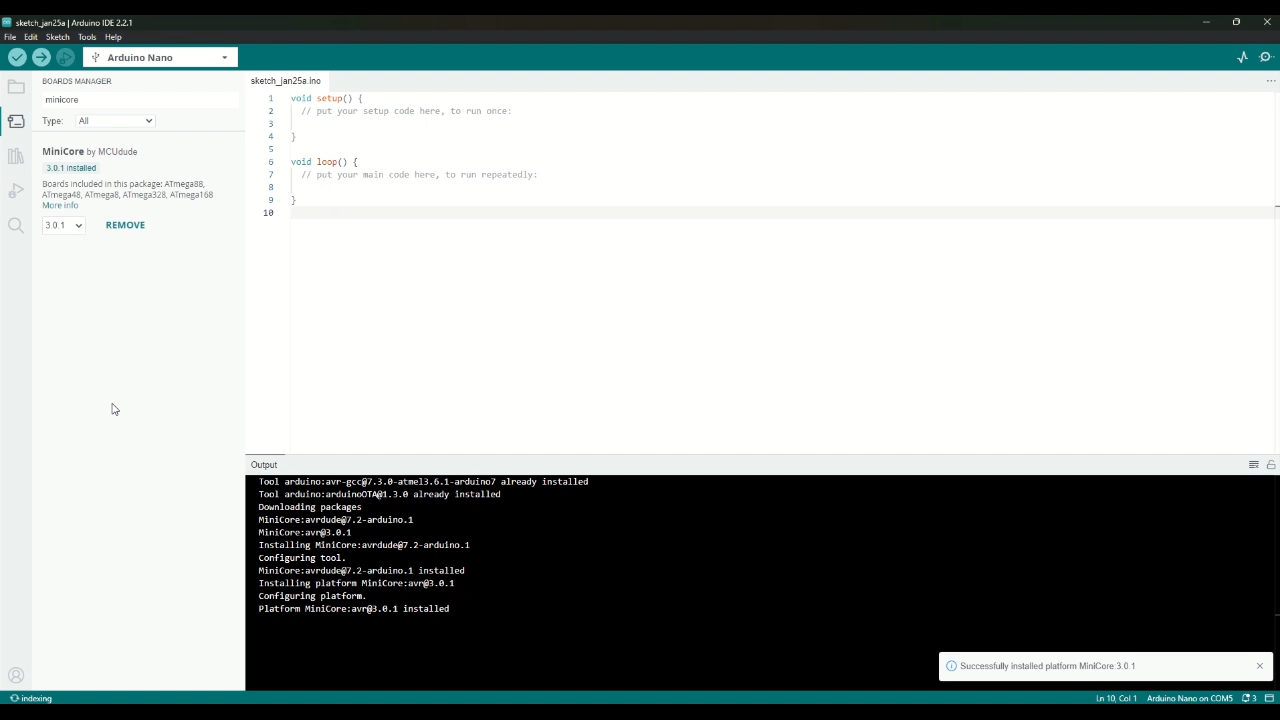 sketch_jan25a | Arduino IDE 2.2.1
File Edit Sketch Tools Help
Arduino Nano
BOARDS MANAGER
minicore
Type: All
MiniCore by MCUdude
3.0.1 installed
Boards included in this package: ATmega88,
ATmega48, ATmega8, ATmega328, ATmega168
More info
3.0.1 REMOVE
sketch_jan25a.ino
1 void setup() {
2 // put your setup code here, to run once:
3
4 }
5
6 void loop() {
7 // put your main code here, to run repeatedly:
8
9 }
10
Output
Tool arduino:avr-gcc@7.3.0-atmel3.6.1-arduino7 already installed
Tool arduino:arduinoOTA@1.3.0 already installed
Downloading packages
MiniCore:avrdude@7.2-arduino.1
MiniCore:avr@3.0.1
Installing MiniCore:avrdude@7.2-arduino.1
Configuring tool.
MiniCore:avrdude@7.2-arduino.1 installed
Installing platform MiniCore:avr@3.0.1
Configuring platform.
Platform MiniCore:avr@3.0.1 installed
Successfully installed platform MiniCore:3.0.1
indexing
Ln 10, Col 1 Arduino Nano on COM5 3